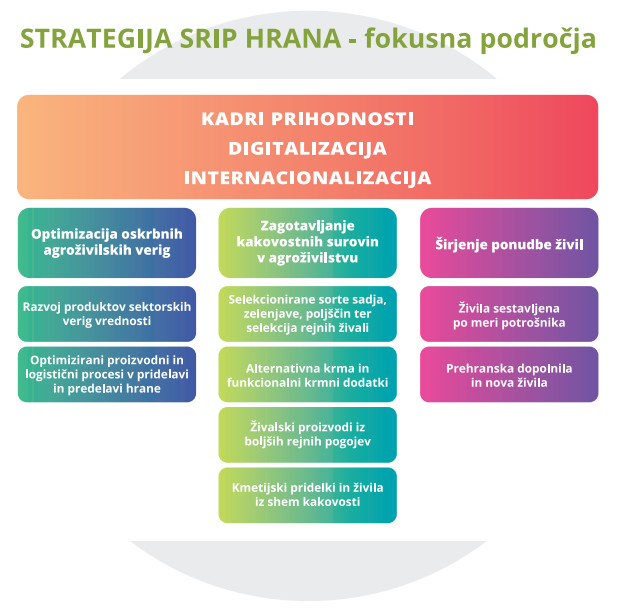 STRATEGIJA SRIP HRANA - fokusna področja
KADRI PRIHODNOSTI
DIGITALIZACIJA
INTERNACIONALIZACIJA
Optimizacija oskrbnih
agroživilskih verig
Razvoj produktov sektorskih
verig vrednosti
Optimizirani proizvodni in
logistični procesi v pridelavi
in predelavi hrane
Zagotavljanje
kakovostnih surovin
v agroživilstvu
Selekcionirane sorte sadja,
zelenjave, poljščin ter
selekcija rejnih živali
Alternativna krma in
funkcionalni krmni dodatki
Živalski proizvodi iz
boljših rejnih pogojev
Kmetijski pridelki in živila
iz shem kakovosti
Širjenje ponudbe živil
Živila sestavljena
po meri potrošnika
Prehranska dopolnila
in nova živila